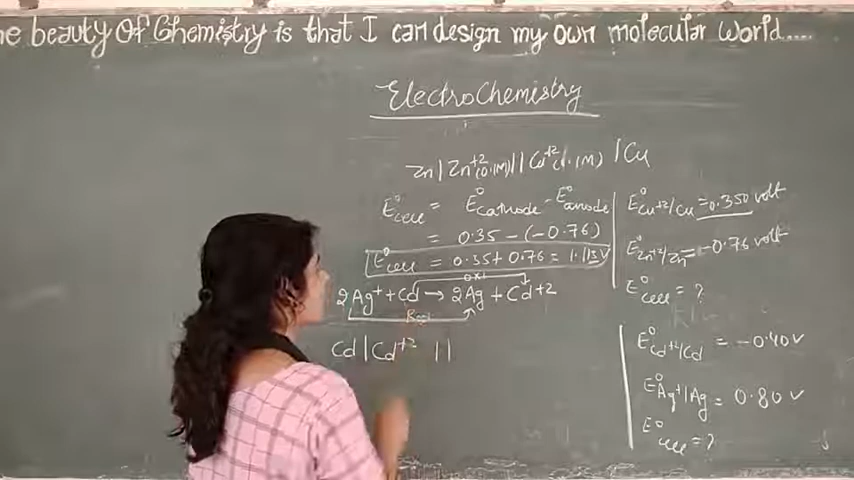 he beauty Of Chemistry is that I can design my Own molecular world....
ElectroChemistry
Zn|Zn+2(0.1M)||Cu+2(1.1M) |Cu
E°cell = E°Cathode - E°anode
= 0.35 - (-0.76)
E°cell = 0.35 + 0.76 = 1.113V
E°Cu+2/Cu = 0.350 volt
E°Zn+2/Zn = -0.76 volt
E°cell = ?
Oxi
2Ag+ + Cd → 2Ag + Cd+2
Red
Cd|Cd+2 ||
E°Cd+2/Cd = -0.40V
E°Ag+|Ag = 0.80V
E°cell = ?